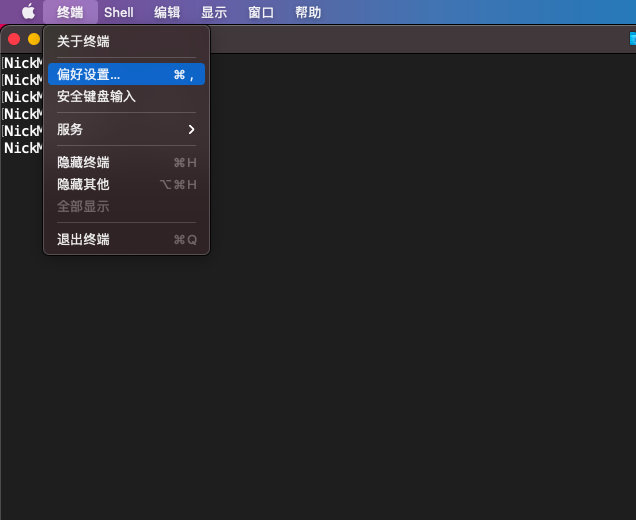 终端 Shell 编辑 显示 窗口 帮助
关于终端
偏好设置... ⌘ ,
安全键盘输入
服务
隐藏终端 ⌘H
隐藏其他 ⌥⌘H
全部显示
退出终端 ⌘Q
NickM
NickM
NickM
NickM
NickM
NickM